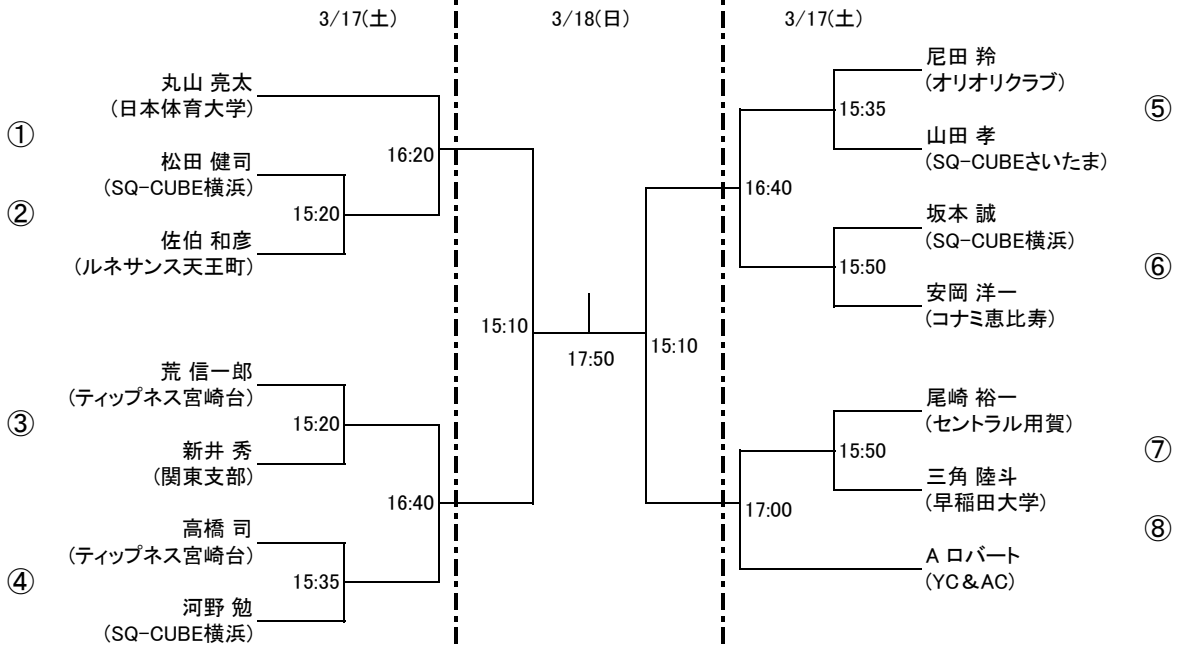 3/17(土)
3/18(日)
3/17(土)
丸山 亮太
(日本体育大学)
①
16:20
松田 健司
(SQ-CUBE横浜)
②
15:20
佐伯 和彦
(ルネサンス天王町)
15:10
荒 信一郎
(ティップネス宮崎台)
③
15:20
新井 秀
(関東支部)
16:40
高橋 司
(ティップネス宮崎台)
④
15:35
河野 勉
(SQ-CUBE横浜)
17:50
尼田 羚
(オリオリクラブ)
15:35
⑤
山田 孝
(SQ-CUBEさいたま)
16:40
坂本 誠
(SQ-CUBE横浜)
15:50
⑥
安岡 洋一
(コナミ恵比寿)
15:10
尾崎 裕一
(セントラル用賀)
15:50
⑦
三角 陸斗
(早稲田大学)
17:00
⑧
A ロバート
(YC&AC)